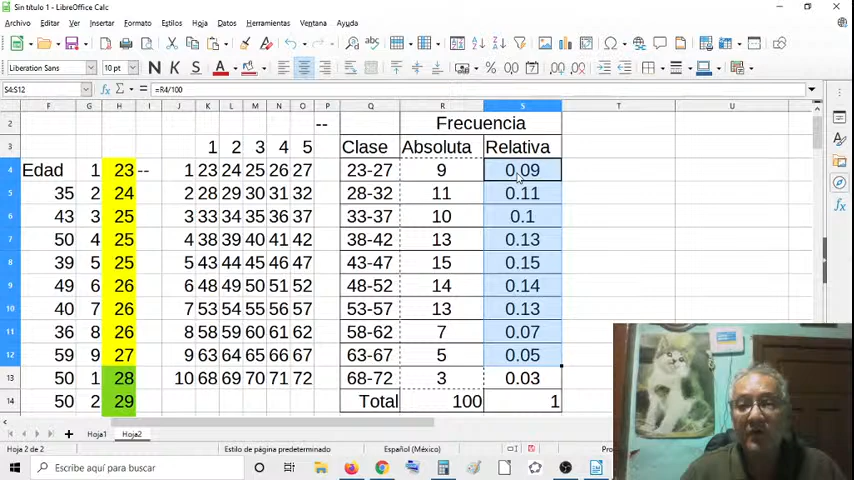 Sin título 1 - LibreOffice Calc
Archivo Editar Ver Insertar Formato Estilos Hoja Datos Herramientas Ventana Ayuda
Liberation Sans 10 pt N K S A % 0,0 7
S4:S12 fx Σ = =R4/100
F G H I J K L M N O P Q R S T U
2 -- Frecuencia
3 1 2 3 4 5 Clase Absoluta Relativa
4 Edad 1 23 -- 1 23 24 25 26 27 23-27 9 0.09
5 35 2 24 2 28 29 30 31 32 28-32 11 0.11
6 43 3 25 3 33 34 35 36 37 33-37 10 0.1
7 50 4 25 4 38 39 40 41 42 38-42 13 0.13
8 39 5 25 5 43 44 45 46 47 43-47 15 0.15
9 49 6 26 6 48 49 50 51 52 48-52 14 0.14
10 40 7 26 7 53 54 55 56 57 53-57 13 0.13
11 36 8 26 8 58 59 60 61 62 58-62 7 0.07
12 59 9 27 9 63 64 65 66 67 63-67 5 0.05
13 50 1 28 10 68 69 70 71 72 68-72 3 0.03
14 50 2 29 Total 100 1
Hoja1 Hoja2
Hoja 2 de 2 Estilo de página predeterminado Español (México)
Escribe aquí para buscar